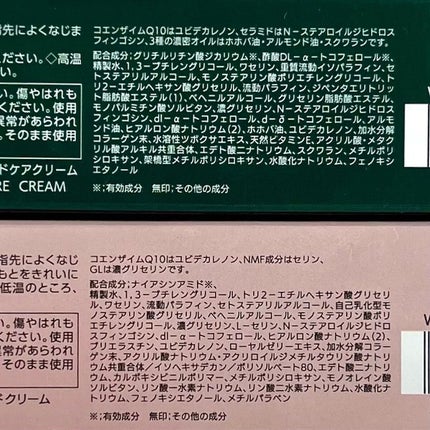 指先によくなじま
ください。◇高温
い。傷やはれも
ください。使用
異常があらわれ
、そのまま使用
ドケアクリーム
RE CREAM
コエンザイムQ10はユビデカレノン、セラミドはN－ステアロイルジヒドロス
フィンゴシン、3種の濃密オイルはホホバ油・アルモンド油・スクワランです。
配合成分：グリチルリチン酸ジカリウム※、酢酸DL－α－トコフェロール※、
精製水、1,3－ブチレングリコール、ワセリン、重質流動イソパラフィン、セト
ステアリルアルコール、モノステアリン酸ポリエチレングリコール、
トリ2－エチルヘキサン酸グリセリル、流動パラフィン、ジペンタエリトリッ
ト脂肪酸エステル(1)、ベヘニルアルコール、グリセリン脂肪酸エステル、
モノパルミチン酸ソルビタン、濃グリセリン、N－ステアロイルジヒドロス
フィンゴシン、dl－α－トコフェロール、dl－δ－トコフェロール、アルモ
ンド油、ヒアルロン酸ナトリウム(2)、ホホバ油、ユビデカレノン、加水分解
コラーゲン末、水溶性ツボクサエキス、天然ビタミンE、アクリル酸・メタク
リル酸アルキル共重合体、エデト酸二ナトリウム、スクワラン、メチルポリ
シロキサン、架橋型メチルポリシロキサン、水酸化ナトリウム、フェノキシ
エタノール
※：有効成分　無印：その他の成分
指先によくなじ
もとをきれいに
低温のところ、
い。傷やはれも
ください。使用
異常があらわれ
そのまま使用
ドクリーム
コエンザイムQ10はユビデカレノン、NMF成分はセリン、
GLは濃グリセリンです。
配合成分：ナイアシンアミド※、
精製水、1,3－ブチレングリコール、トリ2－エチルヘキサン酸グリセリ
ル、ワセリン、流動パラフィン、セトステアリルアルコール、自己乳化型モ
ノステアリン酸グリセリル、ベヘニルアルコール、モノステアリン酸ポリ
エチレングリコール、濃グリセリン、L－セリン、N－ステアロイルジヒドロ
スフィンゴシン、dl－α－トコフェロール、ヒアルロン酸ナトリウム(2)、
プリエラスチン、ユビデカレノン、ローヤルゼリーエキス、加水分解コラー
ゲン末、アクリル酸ナトリウム・アクリロイルジメチルタウリン酸ナトリ
ウム共重合体／イソヘキサデカン／ポリソルベート80、エデト酸二ナトリ
ウム、カルボキシビニルポリマー、メチルポリシロキサン、モノオレイン酸
ソルビタン、リン酸一水素ナトリウム、リン酸二水素ナトリウム、水酸化ナ
トリウム、フェノキシエタノール、メチルパラベン
※：有効成分　無印：その他の成分